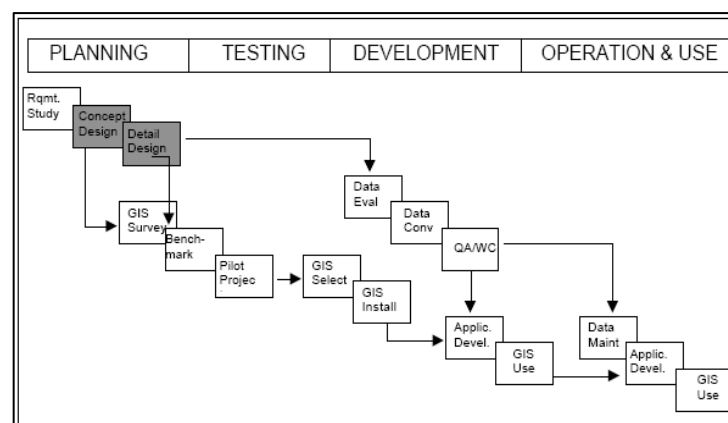 PLANNING TESTING DEVELOPMENT OPERATION & USE
Rqmt.
Study
Concept
Design
Detail
Design
GIS
Survey
Bench-
mark
Pilot
Projec
Data
Eval
Data
Conv
QA/WC
GIS
Select
GIS
Install
Applic.
Devel.
GIS
Use
Data
Maint
Applic.
Devel.
GIS
Use